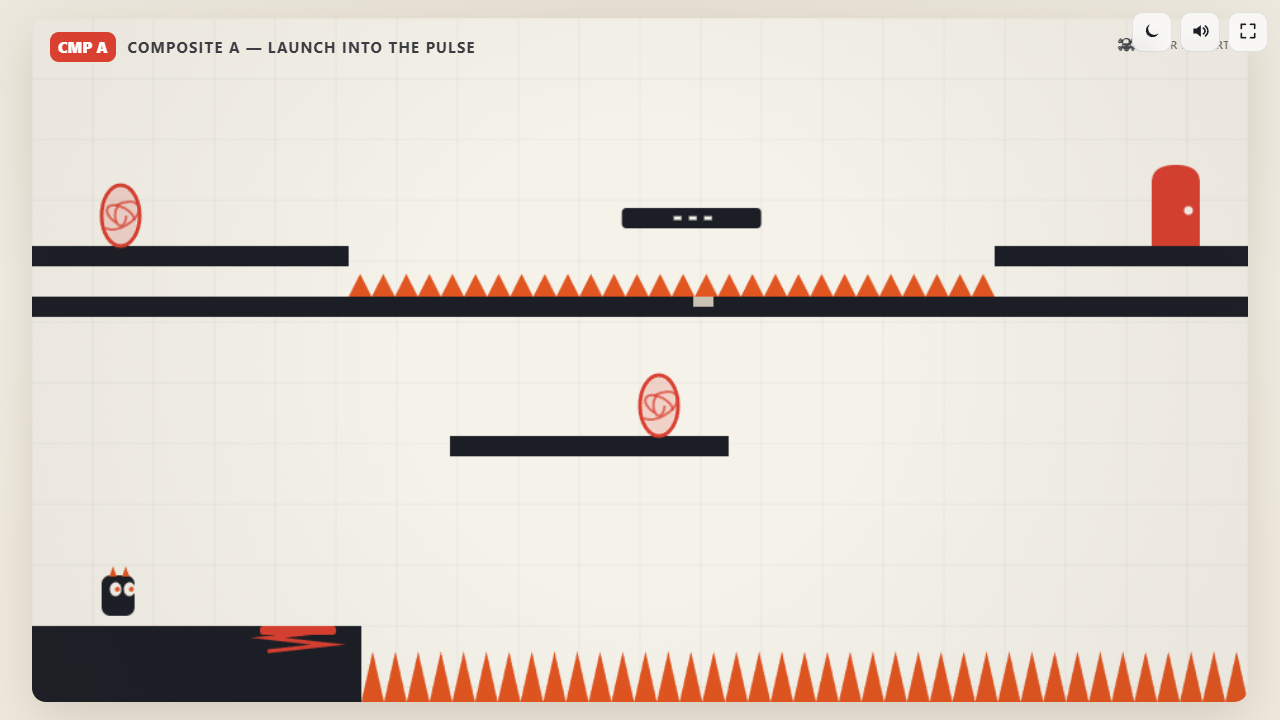 CMP A
COMPOSITE A — LAUNCH INTO THE PULSE